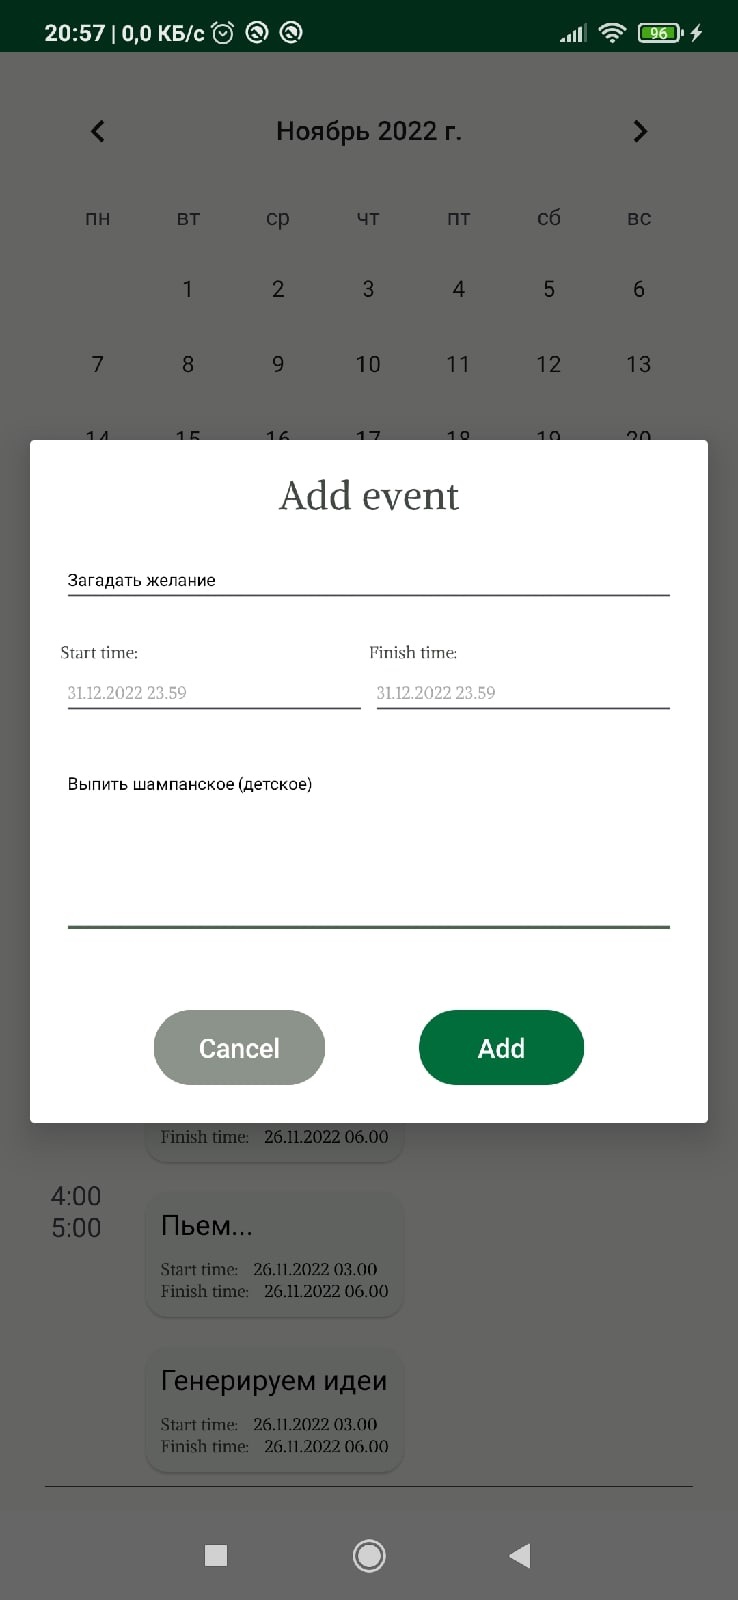 20:57 | 0,0 КБ/с 96
Ноябрь 2022 г.
пн вт ср чт пт сб вс
1 2 3 4 5 6
7 8 9 10 11 12 13
14 15 16 17 18 19 20
Add event
Загадать желание
Start time: Finish time:
31.12.2022 23.59 31.12.2022 23.59
Выпить шампанское (детское)
Cancel Add
Finish time: 26.11.2022 06.00
4:00
5:00
Пьем...
Start time: 26.11.2022 03.00
Finish time: 26.11.2022 06.00
Генерируем идеи
Start time: 26.11.2022 03.00
Finish time: 26.11.2022 06.00